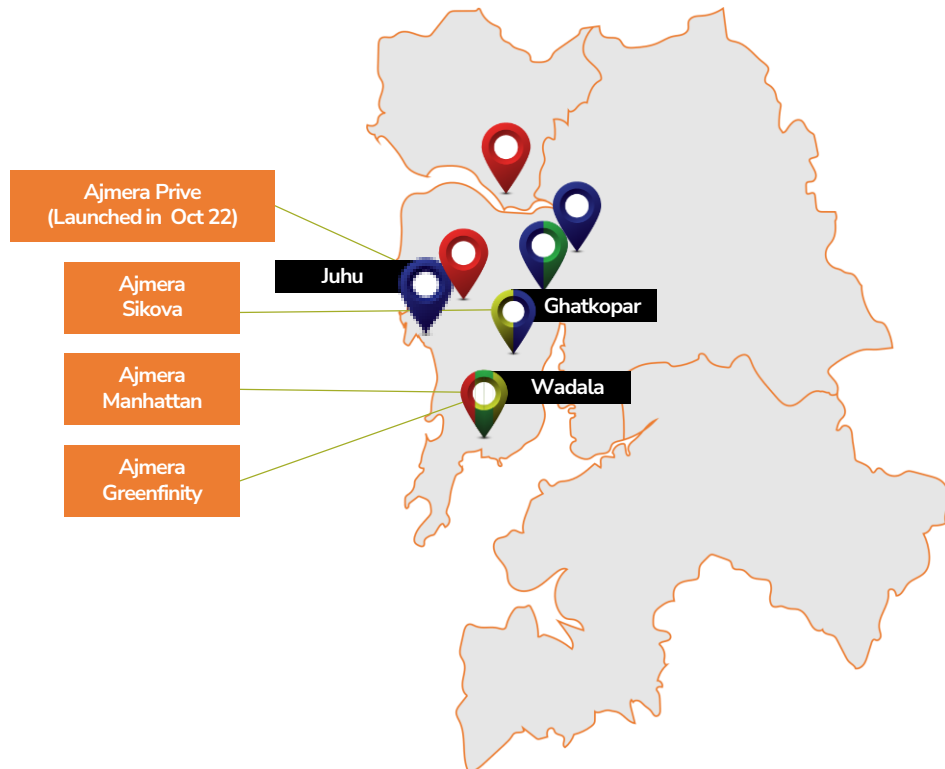 Ajmera Prive
(Launched in Oct 22)
Juhu
Ajmera
Sikova
Ghatkopar
Ajmera
Manhattan
Wadala
Ajmera
Greenfinity